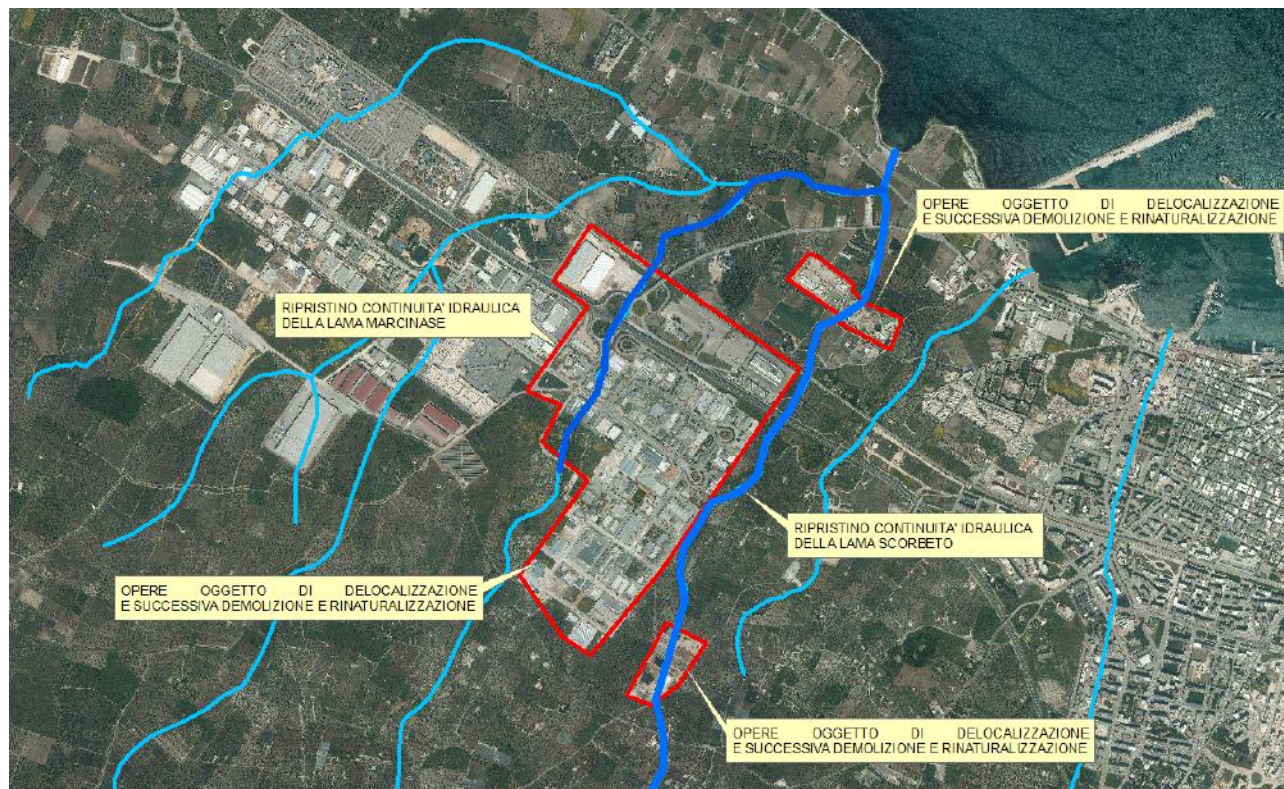 OPERE OGGETTO DI DELOCALIZZAZIONE
E SUCCESSIVA DEMOLIZIONE E RINATURALIZZAZIONE
RIPRISTINO CONTINUITA' IDRAULICA
DELLA LAMA MARCINASE
RIPRISTINO CONTINUITA' IDRAULICA
DELLA LAMA SCORBETO
OPERE OGGETTO DI DELOCALIZZAZIONE
E SUCCESSIVA DEMOLIZIONE E RINATURALIZZAZIONE
OPERE OGGETTO DI DELOCALIZZAZIONE
E SUCCESSIVA DEMOLIZIONE E RINATURALIZZAZIONE